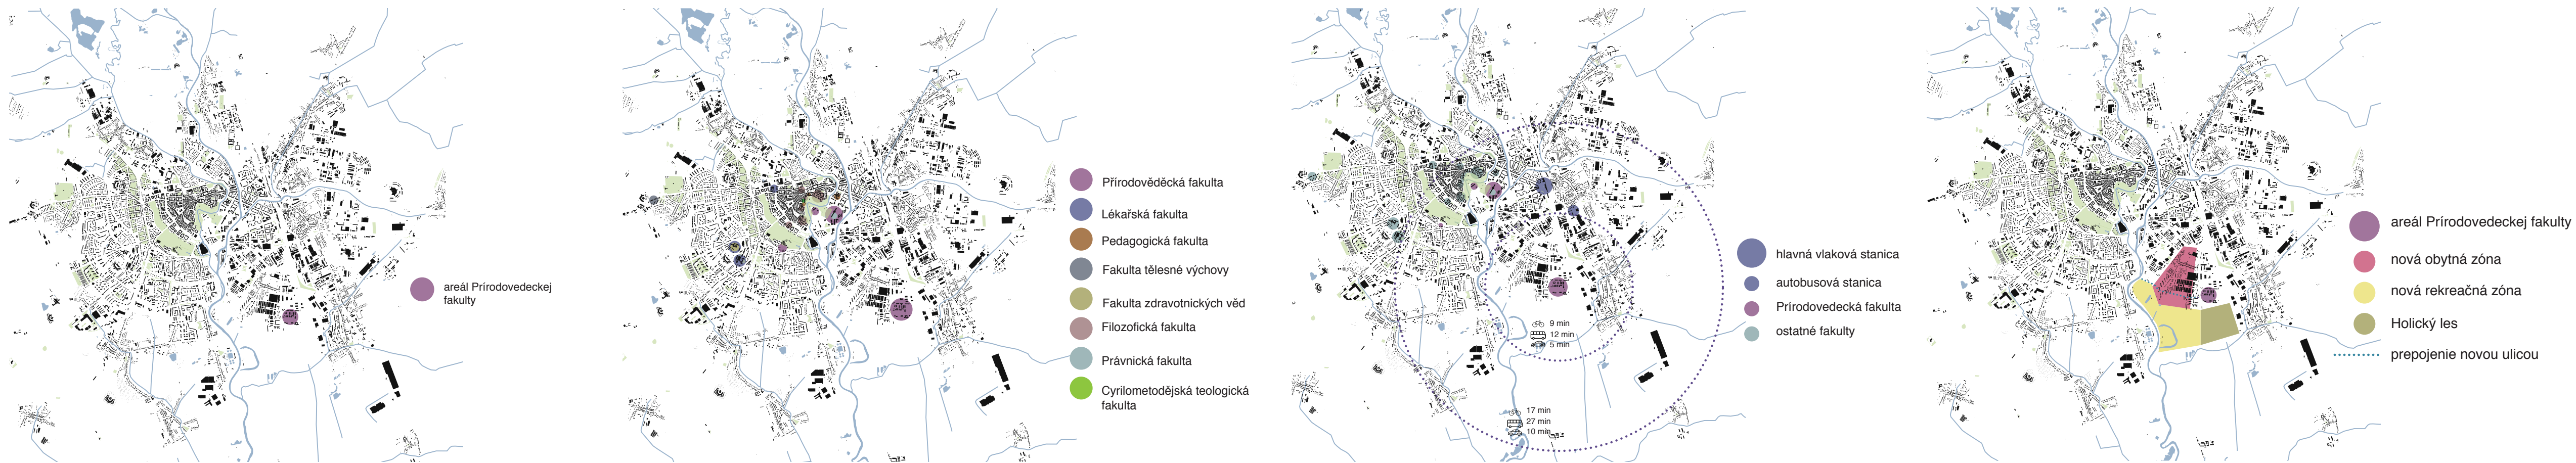 areál Prírodovedeckej
fakulty
Přírodověděcká fakulta
Lékařská fakulta
Pedagogická fakulta
Fakulta tělesné výchovy
Fakulta zdravotnických věd
Filozofická fakulta
Právnická fakulta
Cyrilometodějská teologická
fakulta
9 min
12 min
5 min
17 min
27 min
10 min
hlavná vlaková stanica
autobusová stanica
Prírodovedecká fakulta
ostatné fakulty
areál Prírodovedeckej fakulty
nová obytná zóna
nová rekreačná zóna
Holický les
prepojenie novou ulicou